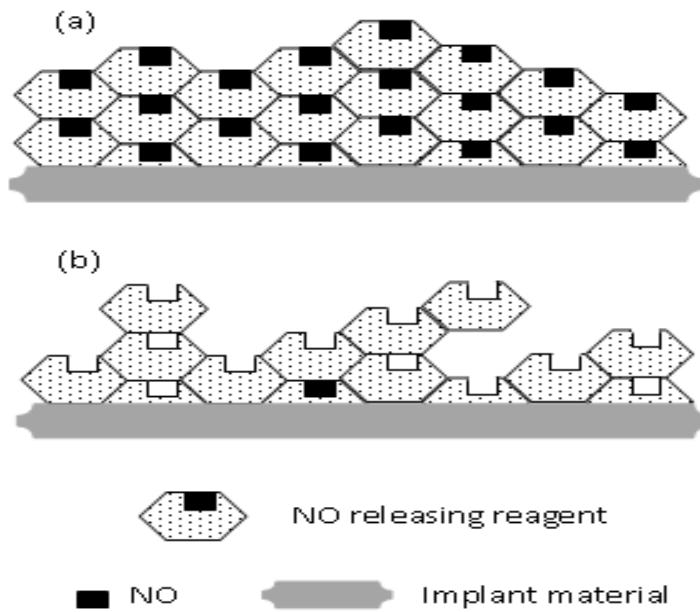 (a)
(b)
NO releasing reagent
NO
Implant material